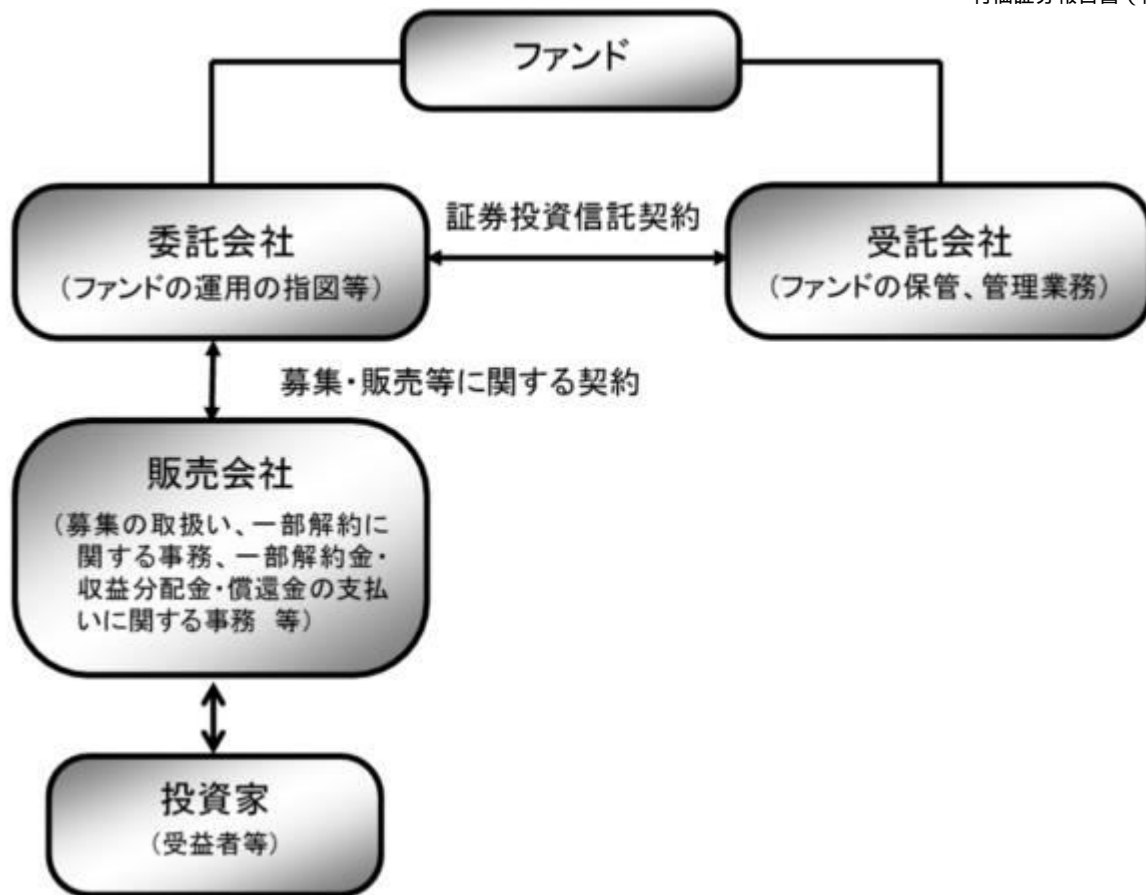 ファンド
委託会社
（ファンドの運用の指図等）
証券投資信託契約
受託会社
（ファンドの保管、管理業務）
募集・販売等に関する契約
販売会社
（募集の取扱い、一部解約に
関する事務、一部解約金・
収益分配金・償還金の支払
いに関する事務 等）
投資家
（受益者等）